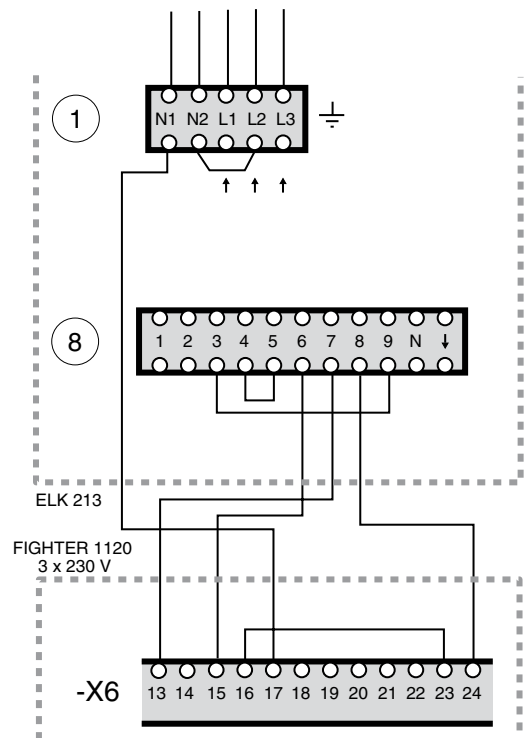 1
N1 N2 L1 L2 L3
8
1 2 3 4 5 6 7 8 9 N
ELK 213
FIGHTER 1120
3 x 230 V
-X6
13 14 15 16 17 18 19 20 21 22 23 24